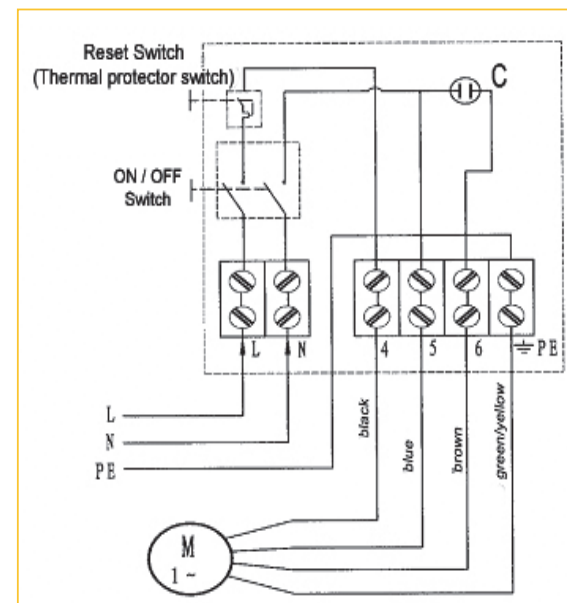 Reset Switch
(Thermal protector switch)
C
ON / OFF
Switch
L
N
4
5
6
PE
L
N
PE
black
blue
brown
green/yellow
M
1 ~